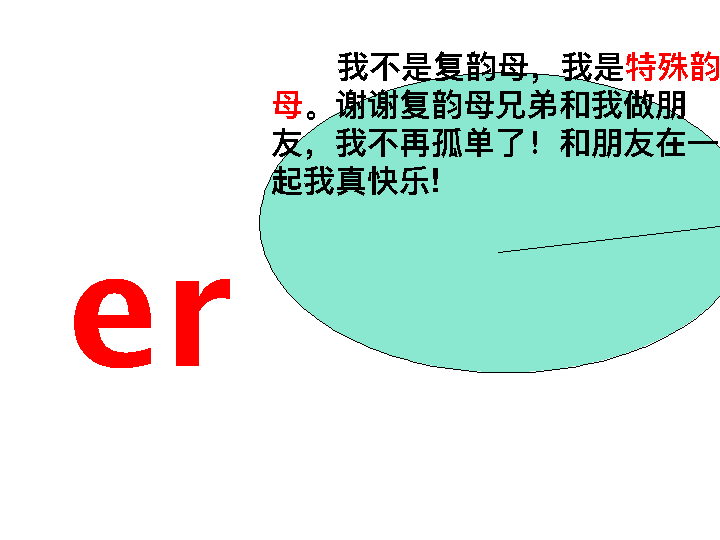 我不是复韵母，我是特殊韵
母。谢谢复韵母兄弟和我做朋
友，我不再孤单了！和朋友在一
起我真快乐!
er